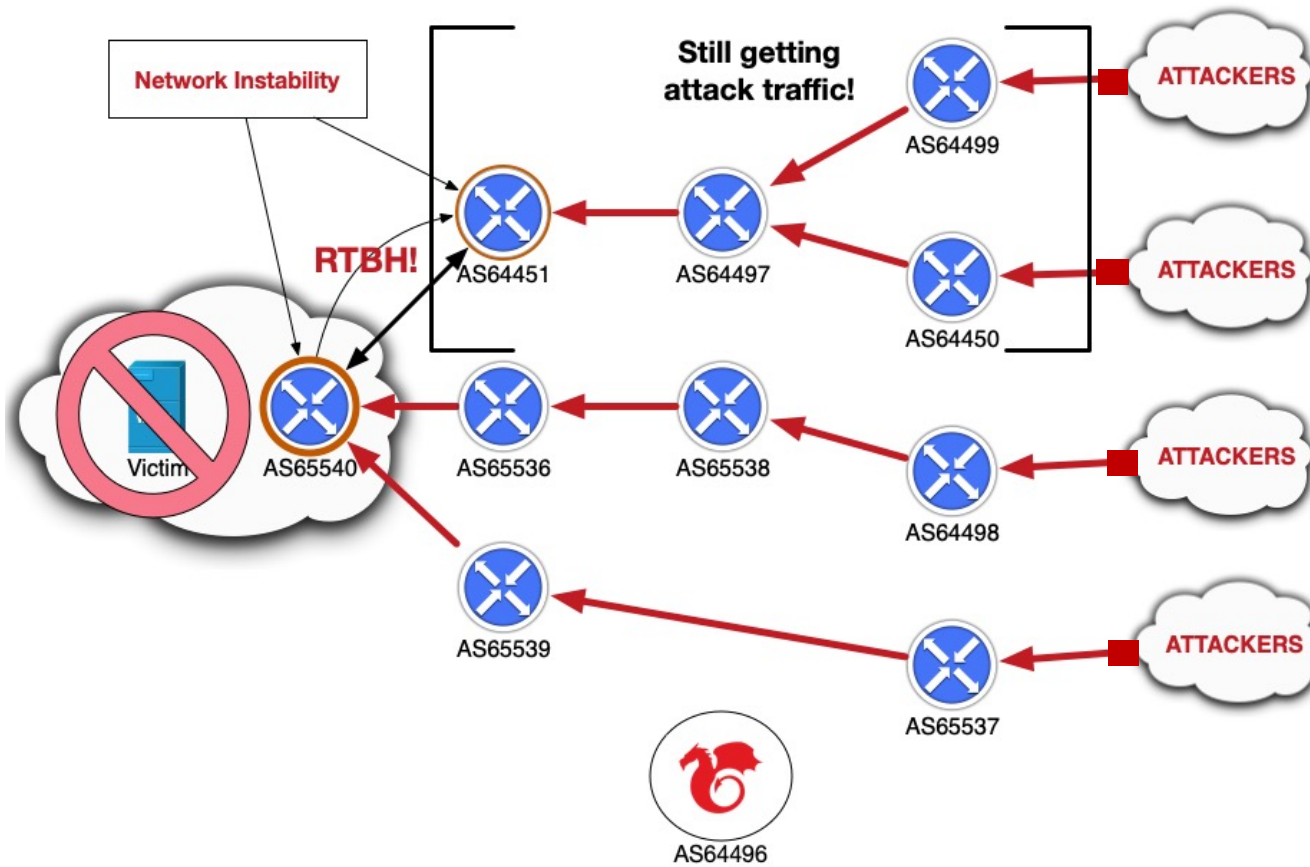 Network Instability
Still getting
attack traffic!
ATTACKERS
AS64499
RTBH!
AS64451
AS64497
ATTACKERS
AS64450
Victim
AS65540
AS65536
AS65538
ATTACKERS
AS64498
AS65539
ATTACKERS
AS65537
AS64496